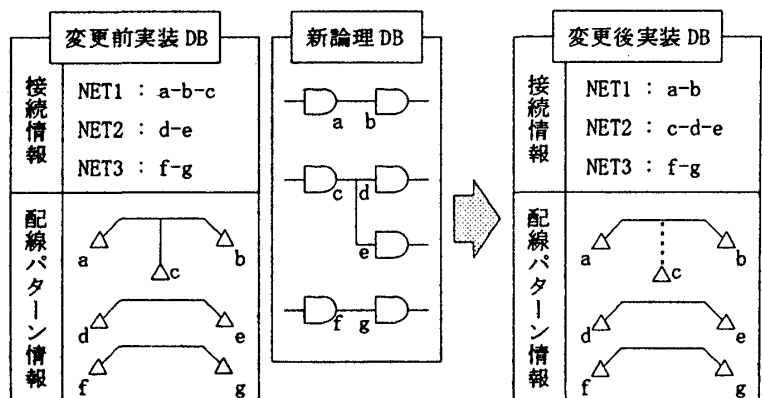 変更前実装DB
接続情報
NET1 : a-b-c
NET2 : d-e
NET3 : f-g
配線パターン情報
a
b
c
d
e
f
g
新論理DB
a b
c d
e
f g
変更後実装DB
接続情報
NET1 : a-b
NET2 : c-d-e
NET3 : f-g
配線パターン情報
a
b
c
d
e
f
g